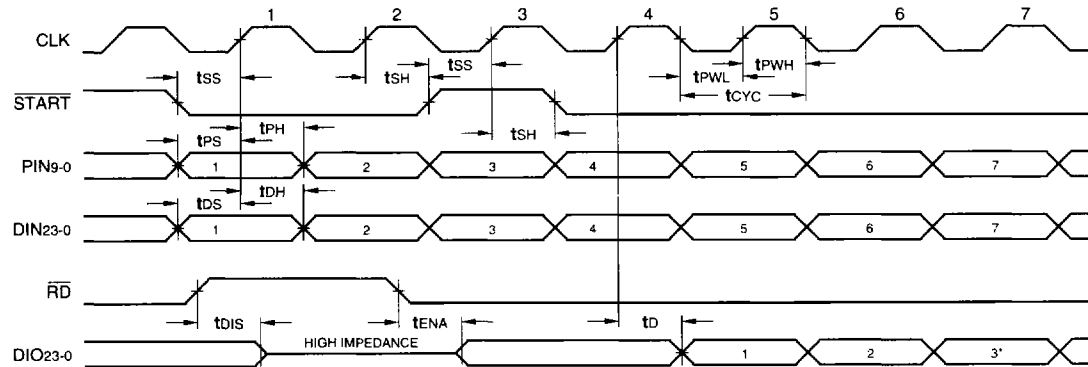 1 2 3 4 5 6 7
CLK
tSS tSH tSS tPWL tPWH
tCYC
START
tPH tSH
tPS
PIN9-0 1 2 3 4 5 6 7
tDH
tDS
DIN23-0 1 2 3 4 5 6 7
RD
tDIS tENA tD
HIGH IMPEDANCE
DIO23-0 1 2 3*